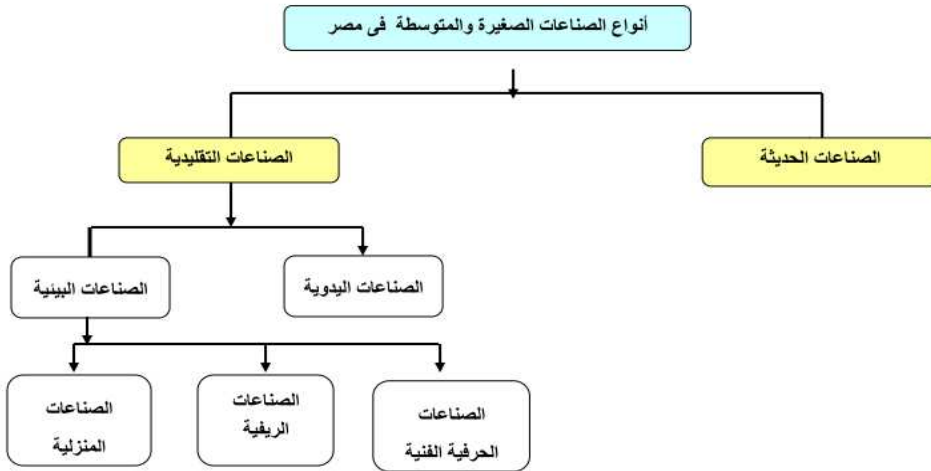 أنواع الصناعات الصغيرة والمتوسطة فى مصر
الصناعات الحديثة
الصناعات التقليدية
الصناعات اليدوية
الصناعات البيئية
الصناعات
الحرفية الفنية
الصناعات
الريفية
الصناعات
المنزلية